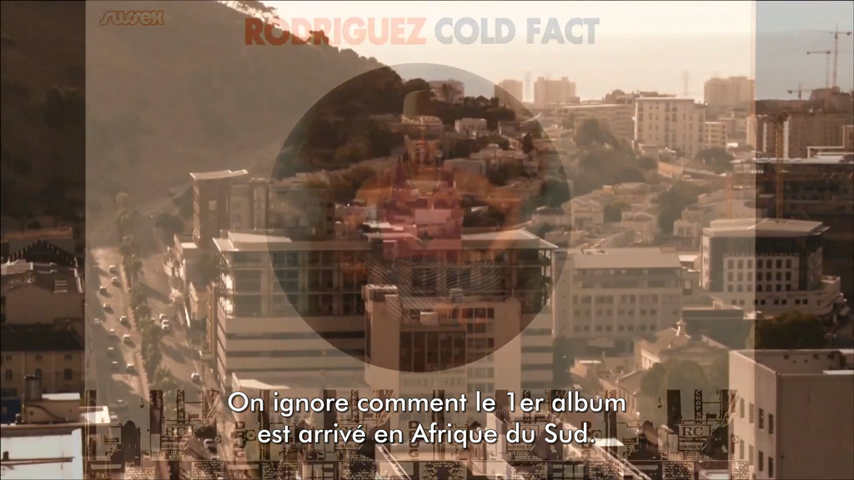 sussex
RODRIGUEZ COLD FACT
On ignore comment le 1er album
est arrivé en Afrique du Sud.